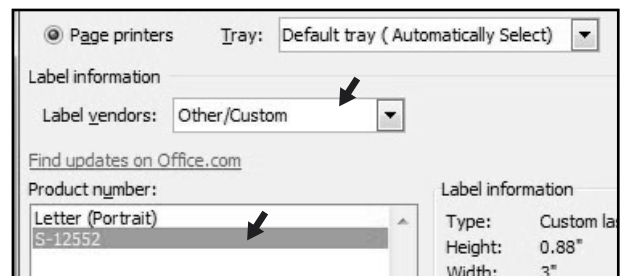 Page printers Tray: Default tray ( Automatically Select)
Label information
Label vendors: Other/Custom
Find updates on Office.com
Product number:
Letter (Portrait)
S-12552
Label information
Type: Custom
Height: 0.88"
Width: 3"